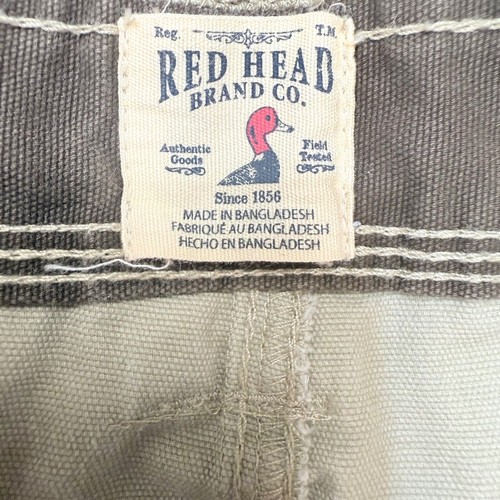 Reg. T.M.
RED HEAD
BRAND CO.
Authentic Goods
Field Tested
Since 1856
MADE IN BANGLADESH
FABRIQUÉ AU BANGLADESH
HECHO EN BANGLADESH